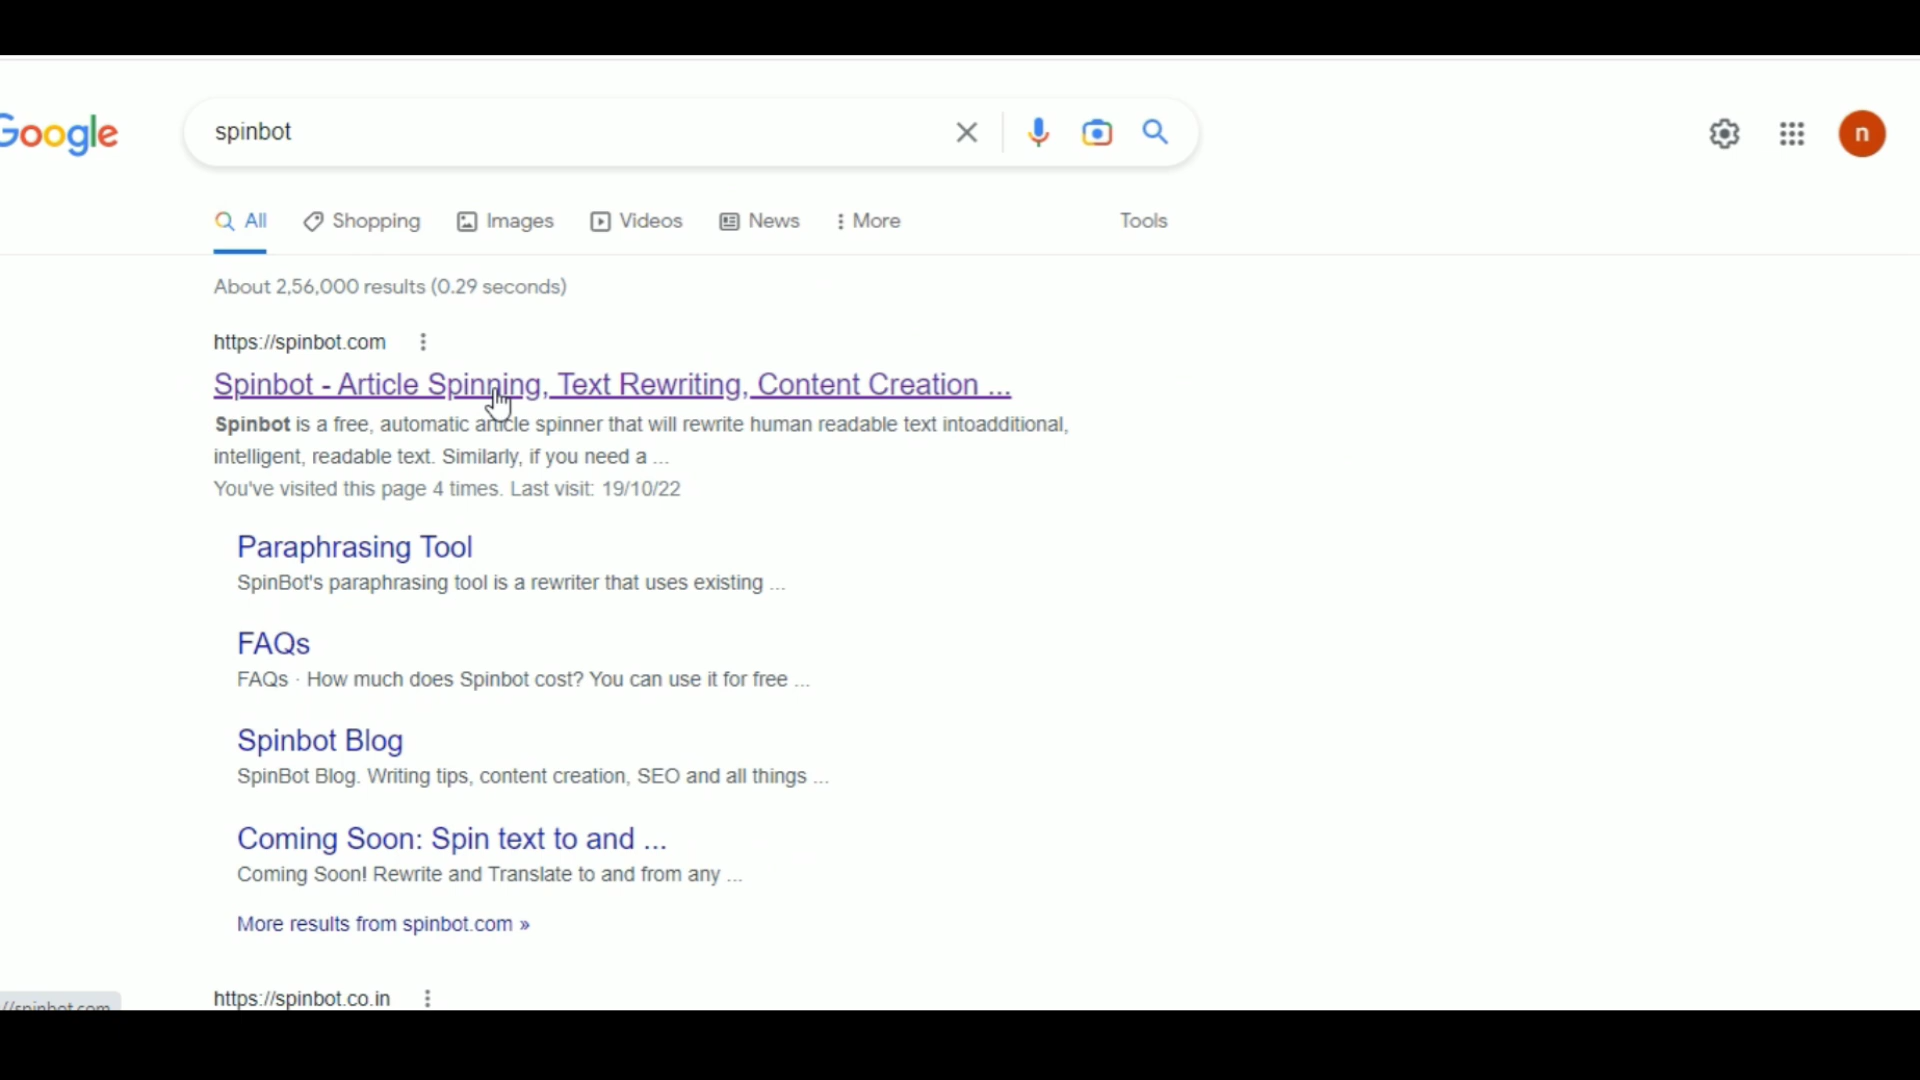 Google
spinbot
n
All Shopping Images Videos News More Tools
About 2,56,000 results (0.29 seconds)
https://spinbot.com
Spinbot - Article Spinning, Text Rewriting, Content Creation ...
Spinbot is a free, automatic article spinner that will rewrite human readable text intoadditional,
intelligent, readable text. Similarly, if you need a ...
You've visited this page 4 times. Last visit: 19/10/22
Paraphrasing Tool
SpinBot's paraphrasing tool is a rewriter that uses existing ...
FAQs
FAQs · How much does Spinbot cost? You can use it for free ...
Spinbot Blog
SpinBot Blog. Writing tips, content creation, SEO and all things ...
Coming Soon: Spin text to and ...
Coming Soon! Rewrite and Translate to and from any ...
More results from spinbot.com »
https://spinbot.co.in
//spinbot.com